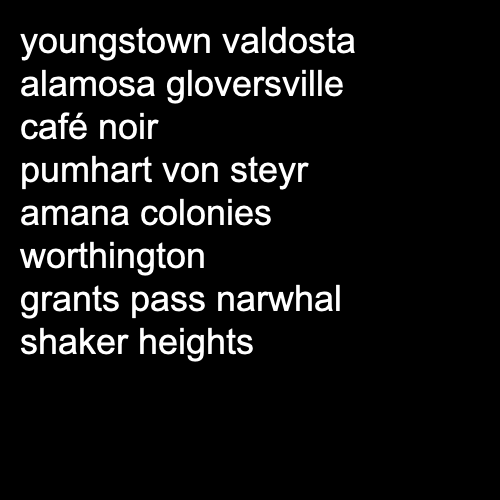 youngstown valdosta
alamosa gloversville
café noir
pumhart von steyr
amana colonies
worthington
grants pass narwhal
shaker heights